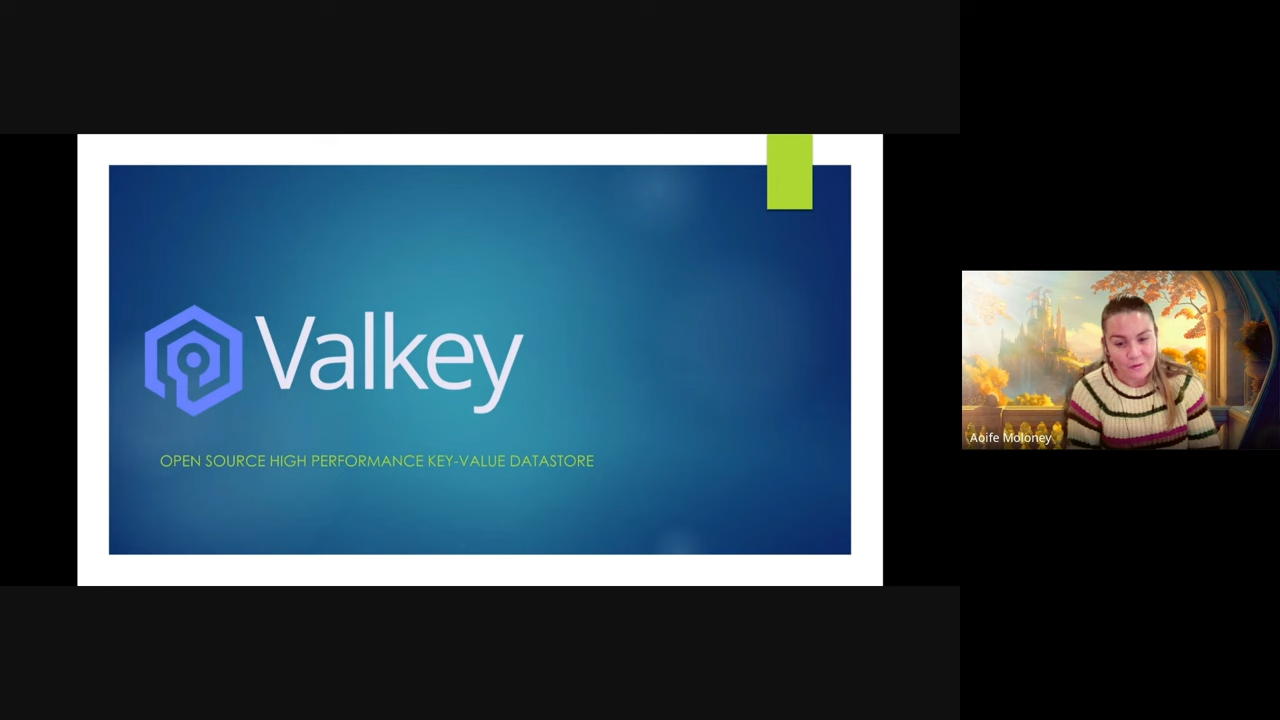 Valkey
OPEN SOURCE HIGH PERFORMANCE KEY-VALUE DATASTORE
Aoife Moloney